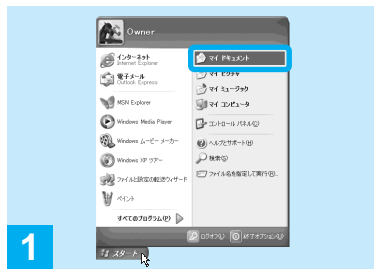 Owner
インターネット
Internet Explorer
電子メール
Outlook Express
MSN Explorer
Windows Media Player
Windows ムービー メーカー
Windows XP ツアー
ファイルと設定の転送ウィザード
ペイント
すべてのプログラム(P)
マイ ドキュメント
マイ ピクチャ
マイ ミュージック
マイ コンピュータ
コントロール パネル(C)
ヘルプとサポート(H)
検索(S)
ファイル名を指定して実行(R)...
ログオフ(L)
終了オプション(U)
スタート
1